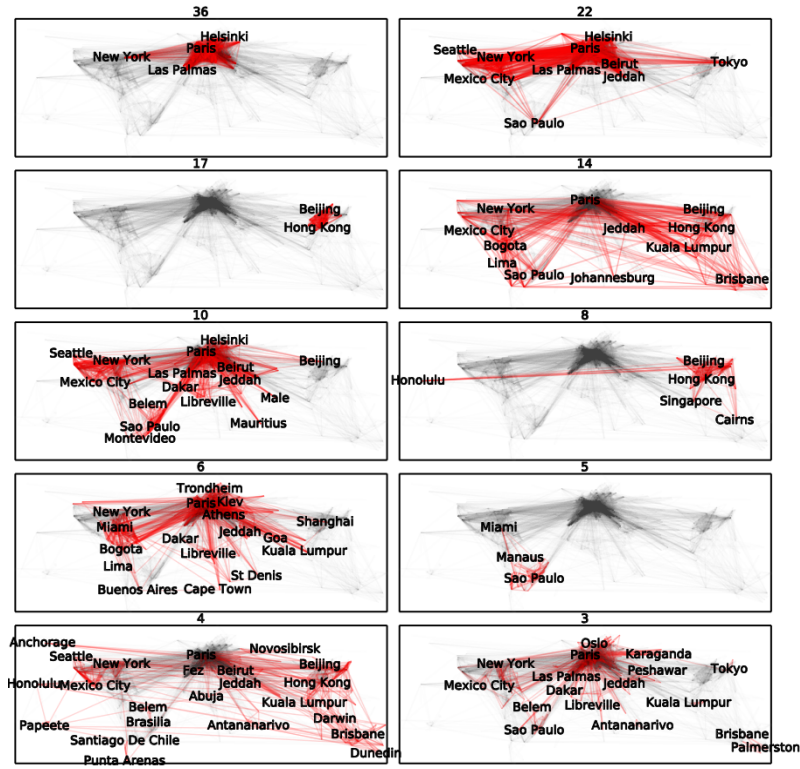 36
Helsinki
Paris
New York
Las Palmas
22
Helsinki
Paris
Seattle
New York
Beirut
Tokyo
Las Palmas
Mexico City
Jeddah
Sao Paulo
17
Beijing
Hong Kong
14
Paris
New York
Beijing
Mexico City
Jeddah
Hong Kong
Bogota
Kuala Lumpur
Lima
Sao Paulo
Johannesburg
Brisbane
10
Helsinki
Paris
Seattle
New York
Beijing
Beirut
Las Palmas
Mexico City
Jeddah
Dakar
Male
Belem
Libreville
Sao Paulo
Mauritius
Montevideo
8
Beijing
Honolulu
Hong Kong
Singapore
Cairns
6
Trondheim
Paris
Kiev
New York
Athens
Shanghai
Miami
Jeddah
Dakar
Goa
Bogota
Libreville
Kuala Lumpur
Lima
St Denis
Buenos Aires
Cape Town
5
Miami
Manaus
Sao Paulo
4
Anchorage
Novosibirsk
Seattle
Paris
New York
Beijing
Fez
Beirut
Honolulu
Mexico City
Jeddah
Hong Kong
Abuja
Kuala Lumpur
Belem
Darwin
Papeete
Brasilia
Antananarivo
Brisbane
Santiago De Chile
Dunedin
Punta Arenas
3
Oslo
Paris
Karaganda
Peshawar
Tokyo
Las Palmas
Mexico City
Jeddah
Dakar
Kuala Lumpur
Belem
Libreville
Sao Paulo
Antananarivo
Brisbane
Palmerston